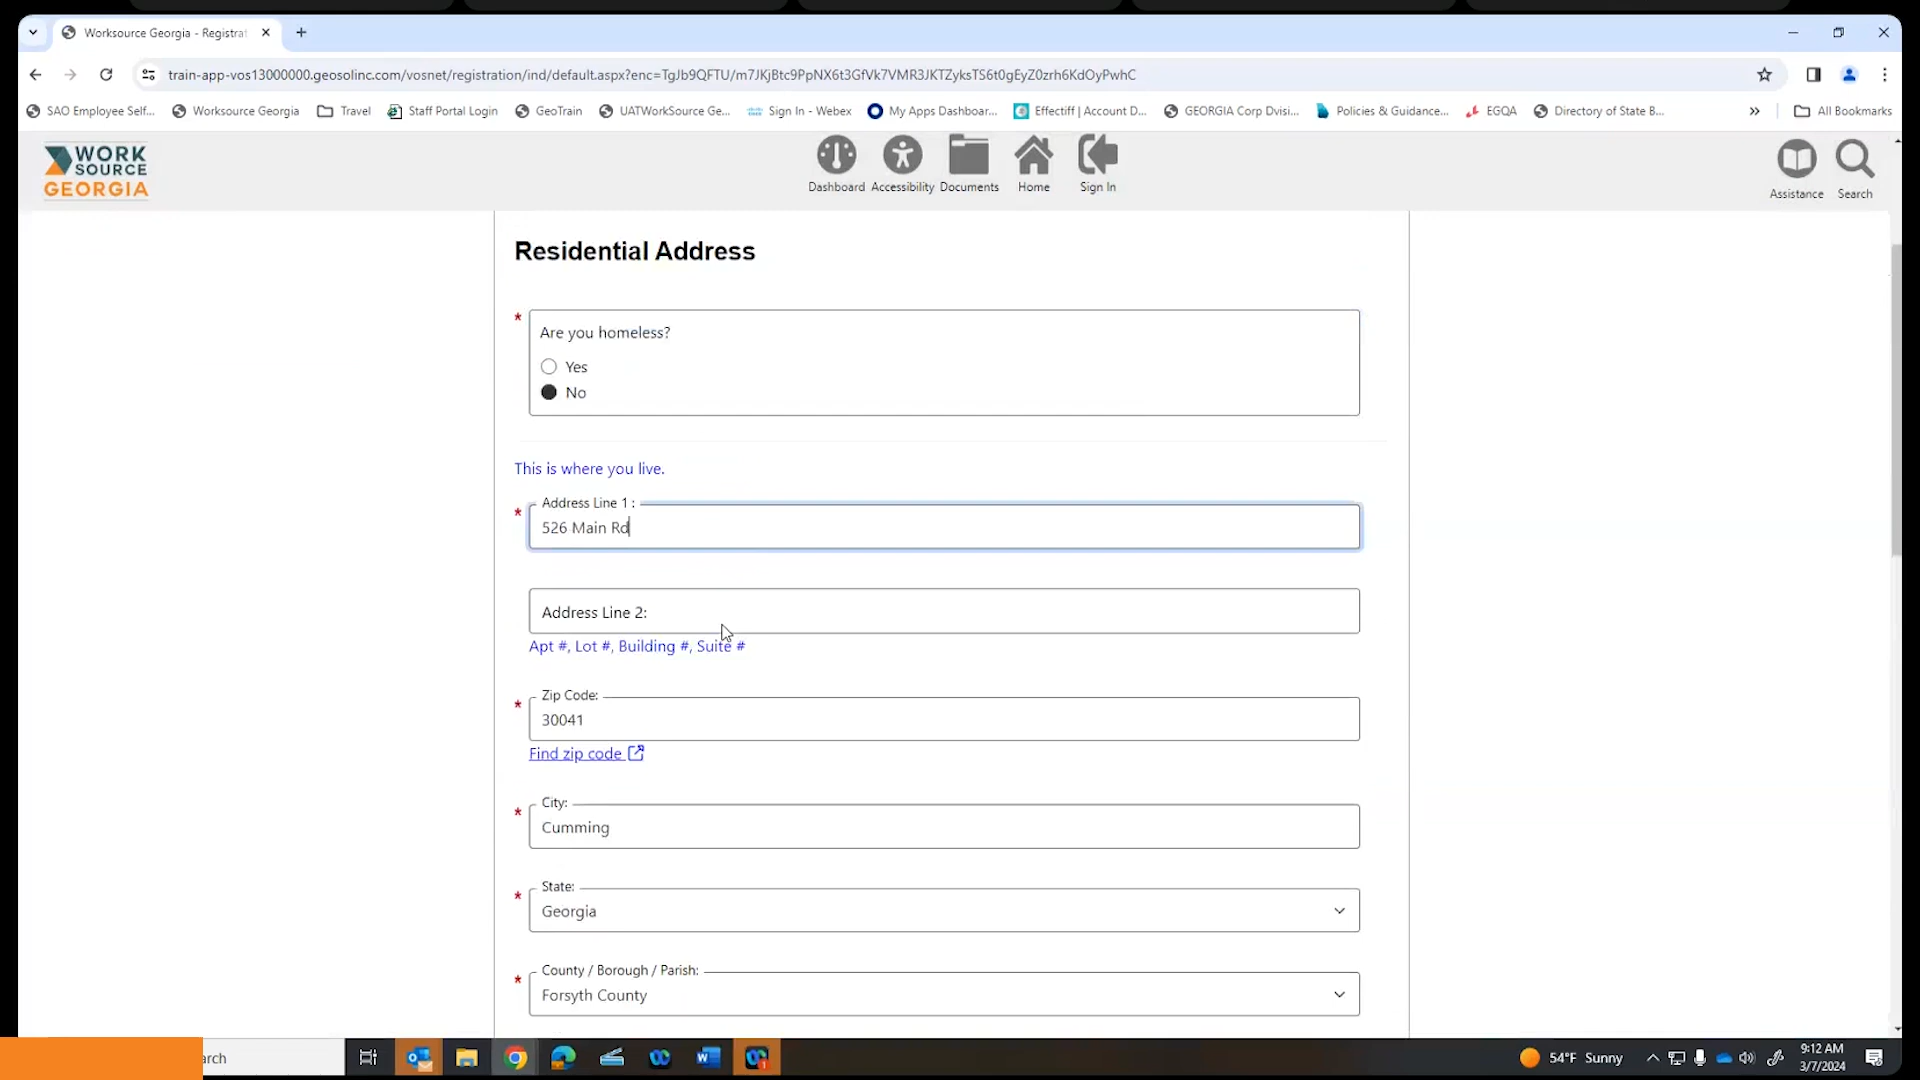 Worksource Georgia - Registrat
train-app-vos13000000.geosolinc.com/vosnet/registration/ind/default.aspx?enc=TgJb9QFTU/m7JKjBtc9PpNX6t3GfVk7VMR3JKTZyksTS6t0gEyZ0zrh6KdOyPwhC
SAO Employee Self... Worksource Georgia Travel Staff Portal Login GeoTrain UATWorkSource Ge... Sign In - Webex My Apps Dashboar... Effectiff | Account D... GEORGIA Corp Dvisi... Policies & Guidance... EGQA Directory of State B... » All Bookmarks
WORK
SOURCE
GEORGIA
Dashboard Accessibility Documents Home Sign In
Assistance Search
Residential Address
* Are you homeless?
Yes
No
This is where you live.
* Address Line 1 :
526 Main Rd
Address Line 2:
Apt #, Lot #, Building #, Suite #
* Zip Code:
30041
Find zip code
* City:
Cumming
* State:
Georgia
* County / Borough / Parish:
Forsyth County
arch
54°F Sunny
9:12 AM
3/7/2024